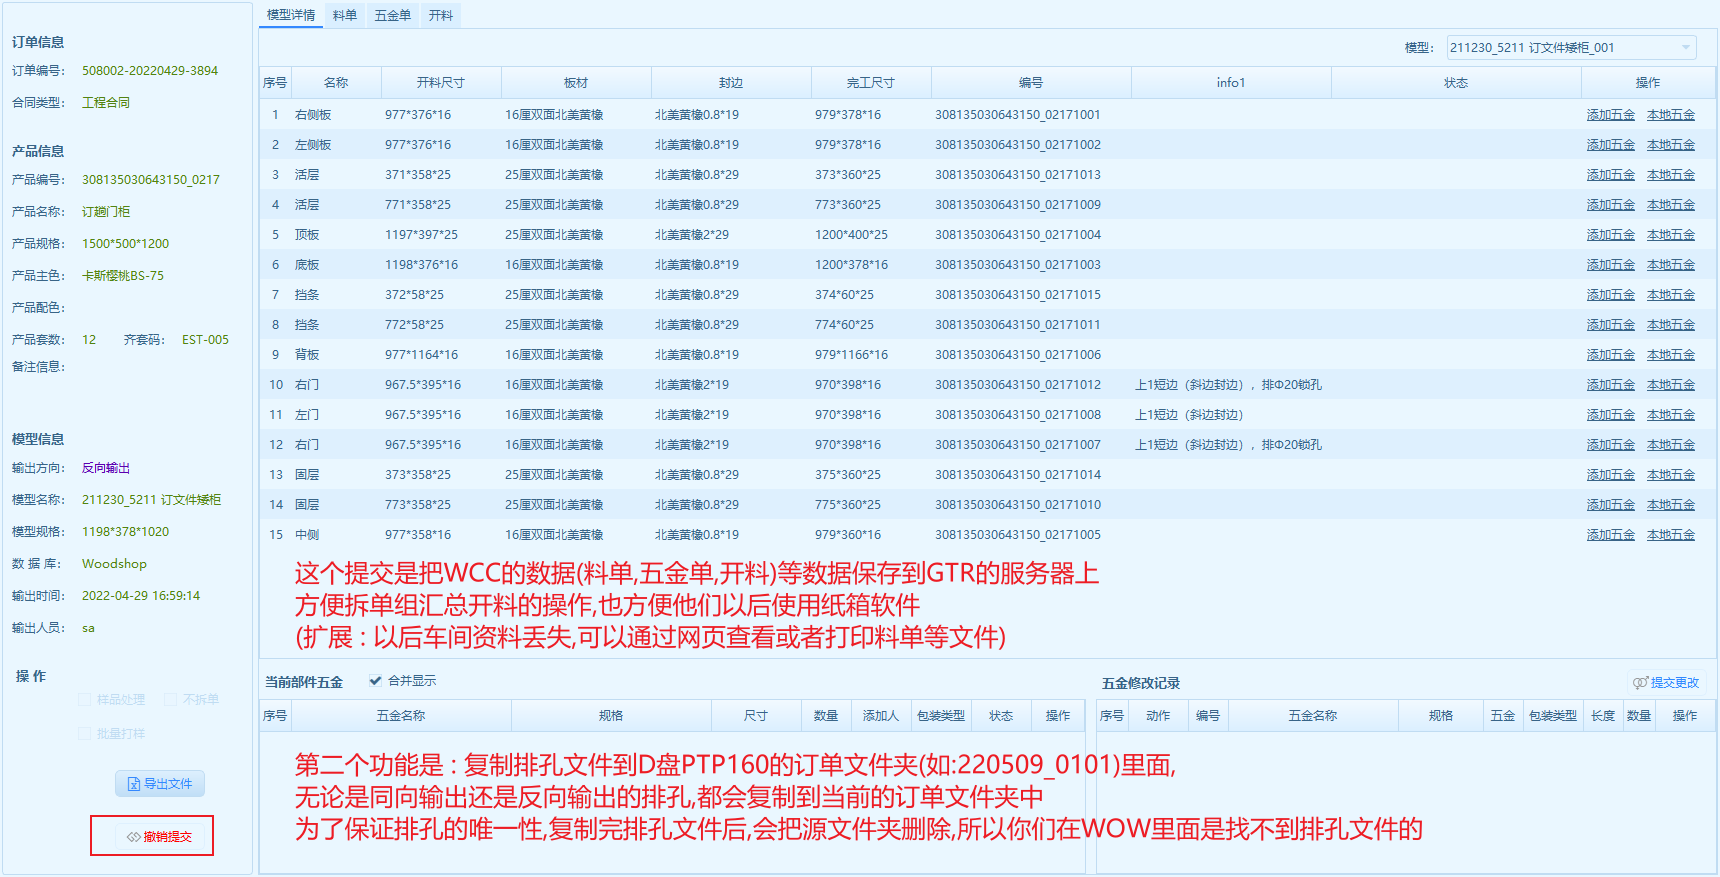 订单信息
订单编号: 508002-20220429-3894
合同类型: 工程合同
产品信息
产品编号: 308135030643150_0217
产品名称: 订趟门柜
产品规格: 1500*500*1200
产品主色: 卡斯樱桃BS-75
产品配色:
产品套数: 12 齐套码: EST-005
备注信息:
模型信息
输出方向: 反向输出
模型名称: 211230_5211 订文件矮柜
模型规格: 1198*378*1020
数 据 库: Woodshop
输出时间: 2022-04-29 16:59:14
输出人员: sa
操 作
样品处理 不拆单
批量打样
导出文件
撤销提交
模型详情 料单 五金单 开料
模型: 211230_5211 订文件矮柜_001
序号 名称 开料尺寸 板材 封边 完工尺寸 编号 info1 状态 操作
1 右侧板 977*376*16 16厘双面北美黄橡 北美黄橡0.8*19 979*378*16 308135030643150_02171001 添加五金 本地五金
2 左侧板 977*376*16 16厘双面北美黄橡 北美黄橡0.8*19 979*378*16 308135030643150_02171002 添加五金 本地五金
3 活层 371*358*25 25厘双面北美黄橡 北美黄橡0.8*29 373*360*25 308135030643150_02171013 添加五金 本地五金
4 活层 771*358*25 25厘双面北美黄橡 北美黄橡0.8*29 773*360*25 308135030643150_02171009 添加五金 本地五金
5 顶板 1197*397*25 25厘双面北美黄橡 北美黄橡2*29 1200*400*25 308135030643150_02171004 添加五金 本地五金
6 底板 1198*376*16 16厘双面北美黄橡 北美黄橡0.8*19 1200*378*16 308135030643150_02171003 添加五金 本地五金
7 挡条 372*58*25 25厘双面北美黄橡 北美黄橡0.8*29 374*60*25 308135030643150_02171015 添加五金 本地五金
8 挡条 772*58*25 25厘双面北美黄橡 北美黄橡0.8*29 774*60*25 308135030643150_02171011 添加五金 本地五金
9 背板 977*1164*16 16厘双面北美黄橡 北美黄橡0.8*19 979*1166*16 308135030643150_02171006 添加五金 本地五金
10 右门 967.5*395*16 16厘双面北美黄橡 北美黄橡2*19 970*398*16 308135030643150_02171012 上1短边（斜边封边），排Φ20锁孔 添加五金 本地五金
11 左门 967.5*395*16 16厘双面北美黄橡 北美黄橡2*19 970*398*16 308135030643150_02171008 上1短边（斜边封边） 添加五金 本地五金
12 右门 967.5*395*16 16厘双面北美黄橡 北美黄橡2*19 970*398*16 308135030643150_02171007 上1短边（斜边封边），排Φ20锁孔 添加五金 本地五金
13 固层 373*358*25 25厘双面北美黄橡 北美黄橡0.8*29 375*360*25 308135030643150_02171014 添加五金 本地五金
14 固层 773*358*25 25厘双面北美黄橡 北美黄橡0.8*29 775*360*25 308135030643150_02171010 添加五金 本地五金
15 中侧 977*358*16 16厘双面北美黄橡 北美黄橡0.8*19 979*360*16 308135030643150_02171005 添加五金 本地五金
这个提交是把WCC的数据(料单,五金单,开料)等数据保存到GTR的服务器上
方便拆单组汇总开料的操作,也方便他们以后使用纸箱软件
(扩展：以后车间资料丢失,可以通过网页查看或者打印料单等文件)
当前部件五金 合并显示
序号 五金名称 规格 尺寸 数量 添加人 包装类型 状态 操作
五金修改记录 提交更改
序号 动作 编号 五金名称 规格 五金 包装类型 长度 数量 操作
第二个功能是：复制排孔文件到D盘PTP160的订单文件夹(如:220509_0101)里面,
无论是同向输出还是反向输出的排孔,都会复制到当前的订单文件夹中
为了保证排孔的唯一性,复制完排孔文件后,会把源文件夹删除,所以你们在WOW里面是找不到排孔文件的